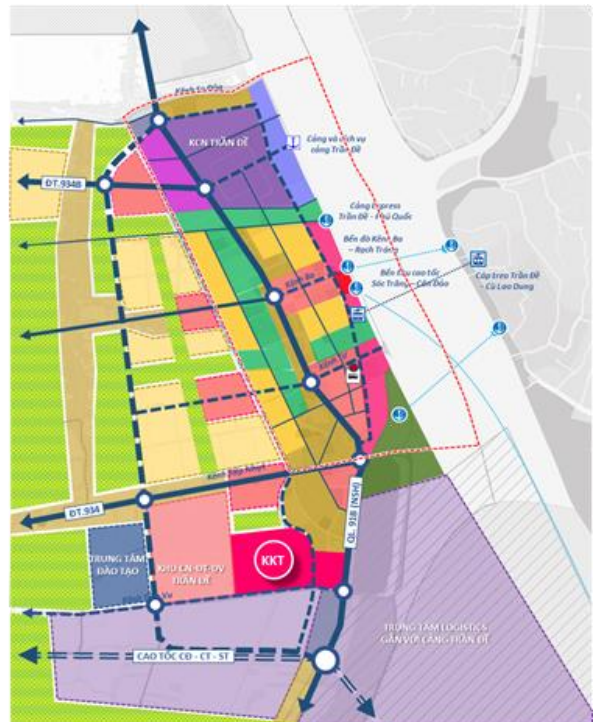 KCN TRẦN ĐỀ
Cảng và dịch vụ
cảng Trần Đề
ĐT.934B
Cảng Express
Trần Đề - Phú Quốc
Bến đò Kênh Ba
- Rạch Tráng
Kênh Ba
Bến tàu cao tốc
Sóc Trăng - Côn Đảo
Cáp treo Trần Đề
- Cù Lao Dung
Kênh Tư
ĐT.934
QL. 91B (NSH)
TRUNG TÂM
ĐÀO TẠO
KHU CN-ĐT-DV
TRẦN ĐỀ
KKT
TRUNG TÂM LOGISTICS
GẮN VỚI CẢNG TRẦN ĐỀ
CAO TỐC CĐ - CT - ST